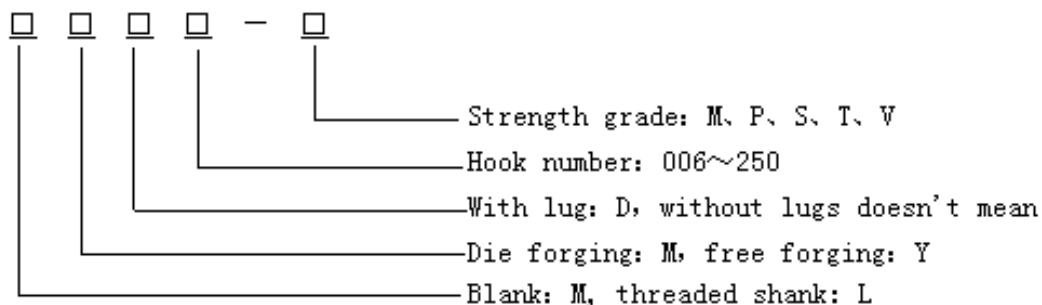 □ □ □ □ － □
Strength grade: M、P、S、T、V
Hook number: 006～250
With lug: D, without lugs doesn't mean
Die forging: M, free forging: Y
Blank: M, threaded shank: L